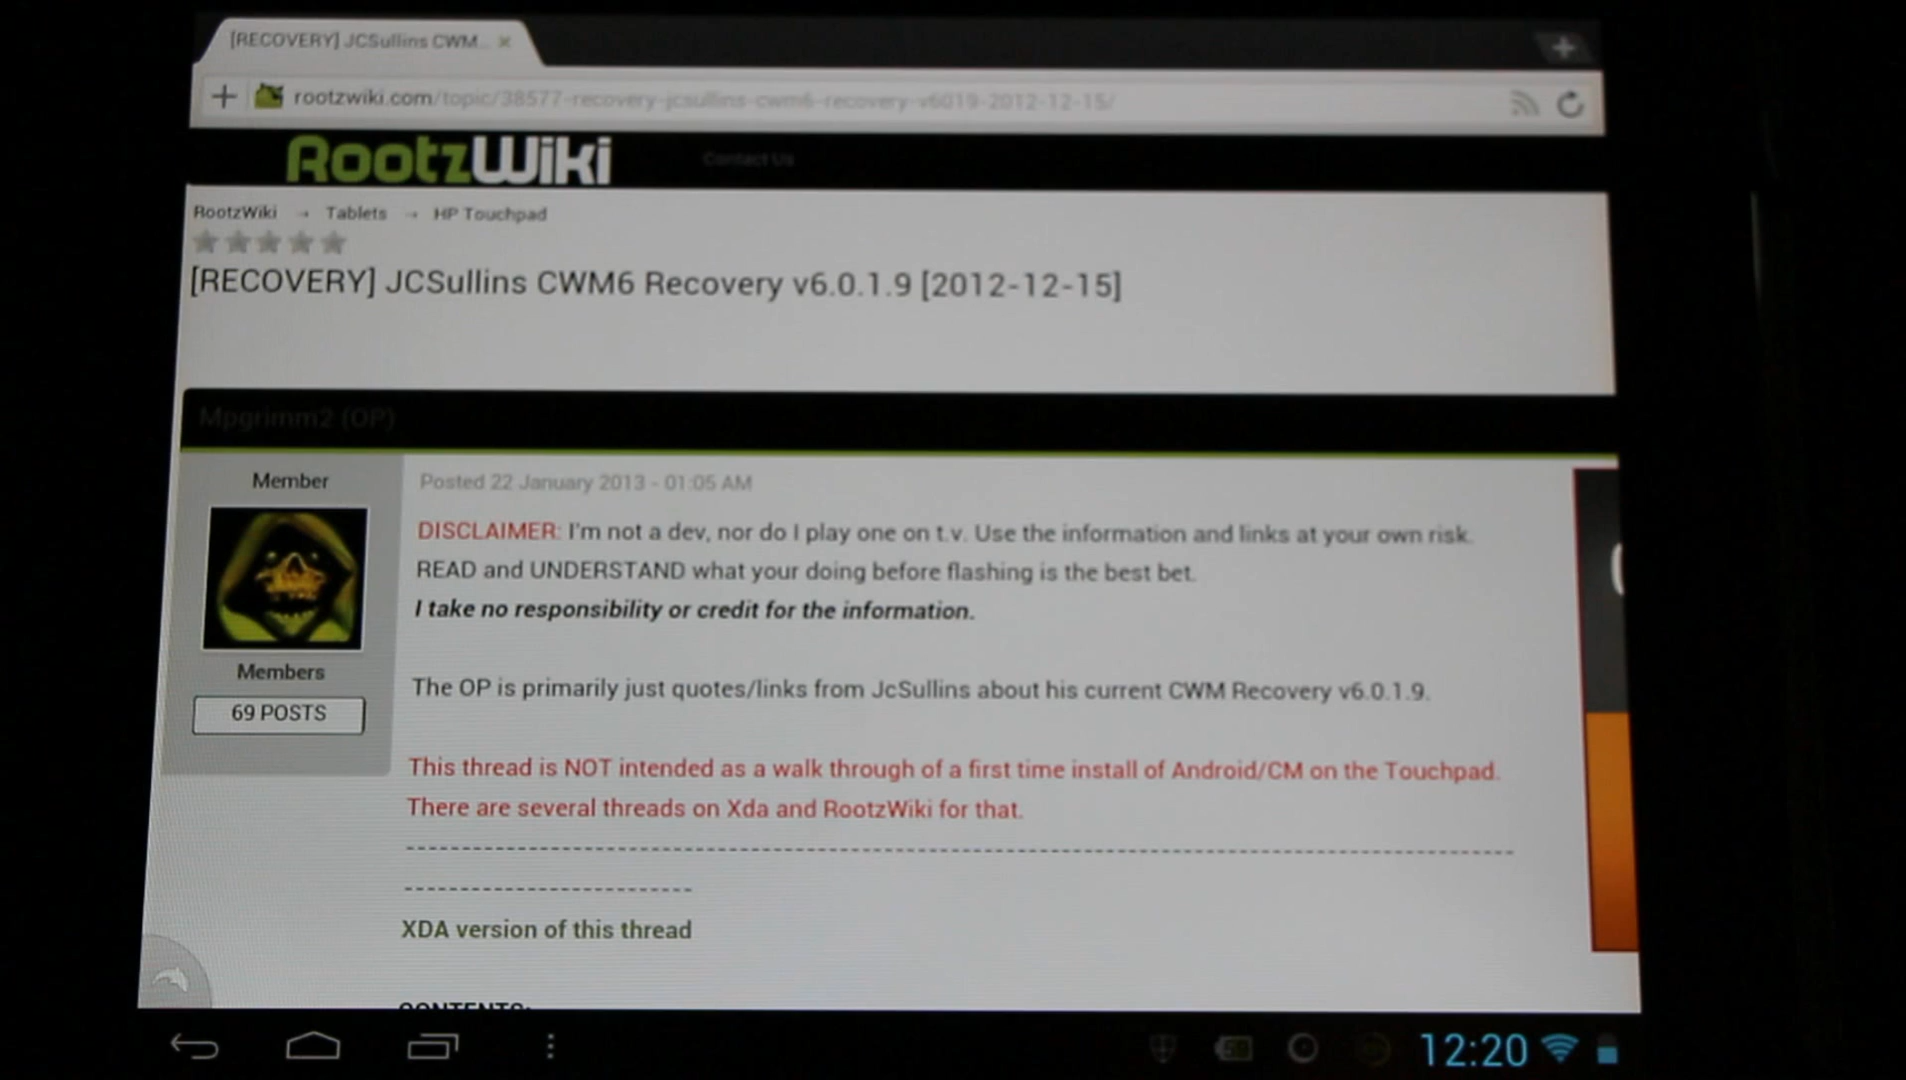 [RECOVERY] JCSullins CWM...
rootzwiki.com/topic/38577-recovery-jcsullins-cwm6-recovery-v6019-2012-12-15/
RootzWiki
Contact Us
RootzWiki → Tablets → HP Touchpad
[RECOVERY] JCSullins CWM6 Recovery v6.0.1.9 [2012-12-15]
Mpgrimm2 (OP)
Member
Posted 22 January 2013 - 01:05 AM
DISCLAIMER: I'm not a dev, nor do I play one on t.v. Use the information and links at your own risk.
READ and UNDERSTAND what your doing before flashing is the best bet.
I take no responsibility or credit for the information.
Members
69 POSTS
The OP is primarily just quotes/links from JcSullins about his current CWM Recovery v6.0.1.9.
This thread is NOT intended as a walk through of a first time install of Android/CM on the Touchpad.
There are several threads on Xda and RootzWiki for that.
XDA version of this thread
CONTENTS:
12:20